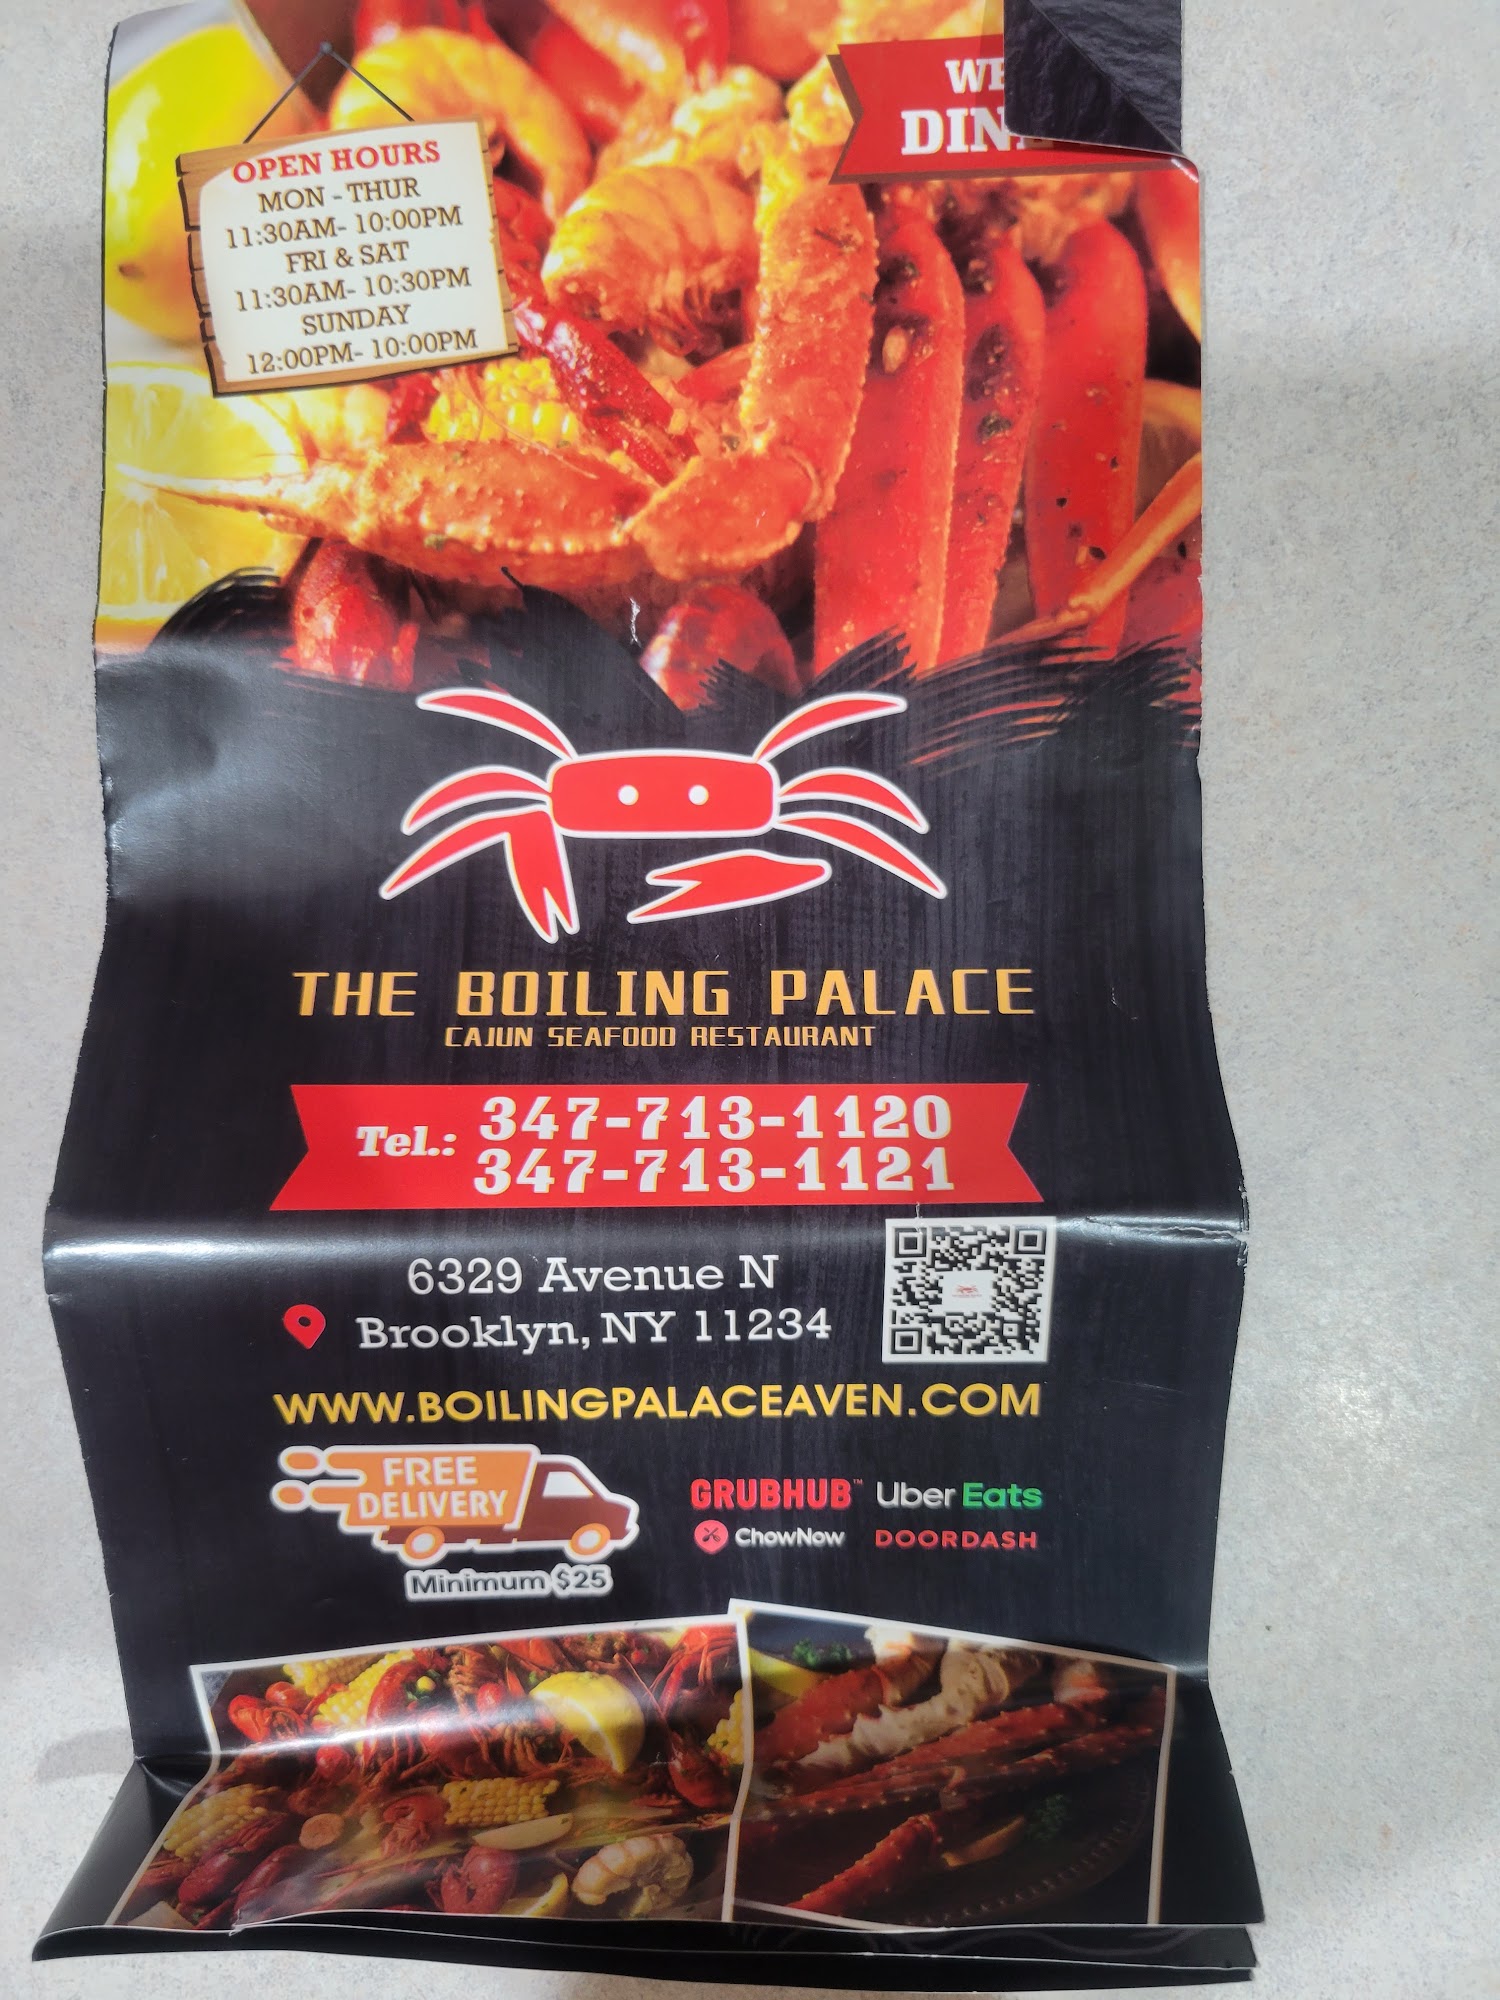 OPEN HOURS
MON - THUR
11:30AM- 10:00PM
FRI & SAT
11:30AM- 10:30PM
SUNDAY
12:00PM- 10:00PM
THE BOILING PALACE
CAJUN SEAFOOD RESTAURANT
Tel.: 347-713-1120
347-713-1121
6329 Avenue N
Brooklyn, NY 11234
WWW.BOILINGPALACEAVEN.COM
FREE
DELIVERY
Minimum $25
GRUBHUB™ Uber Eats
ChowNow DOORDASH